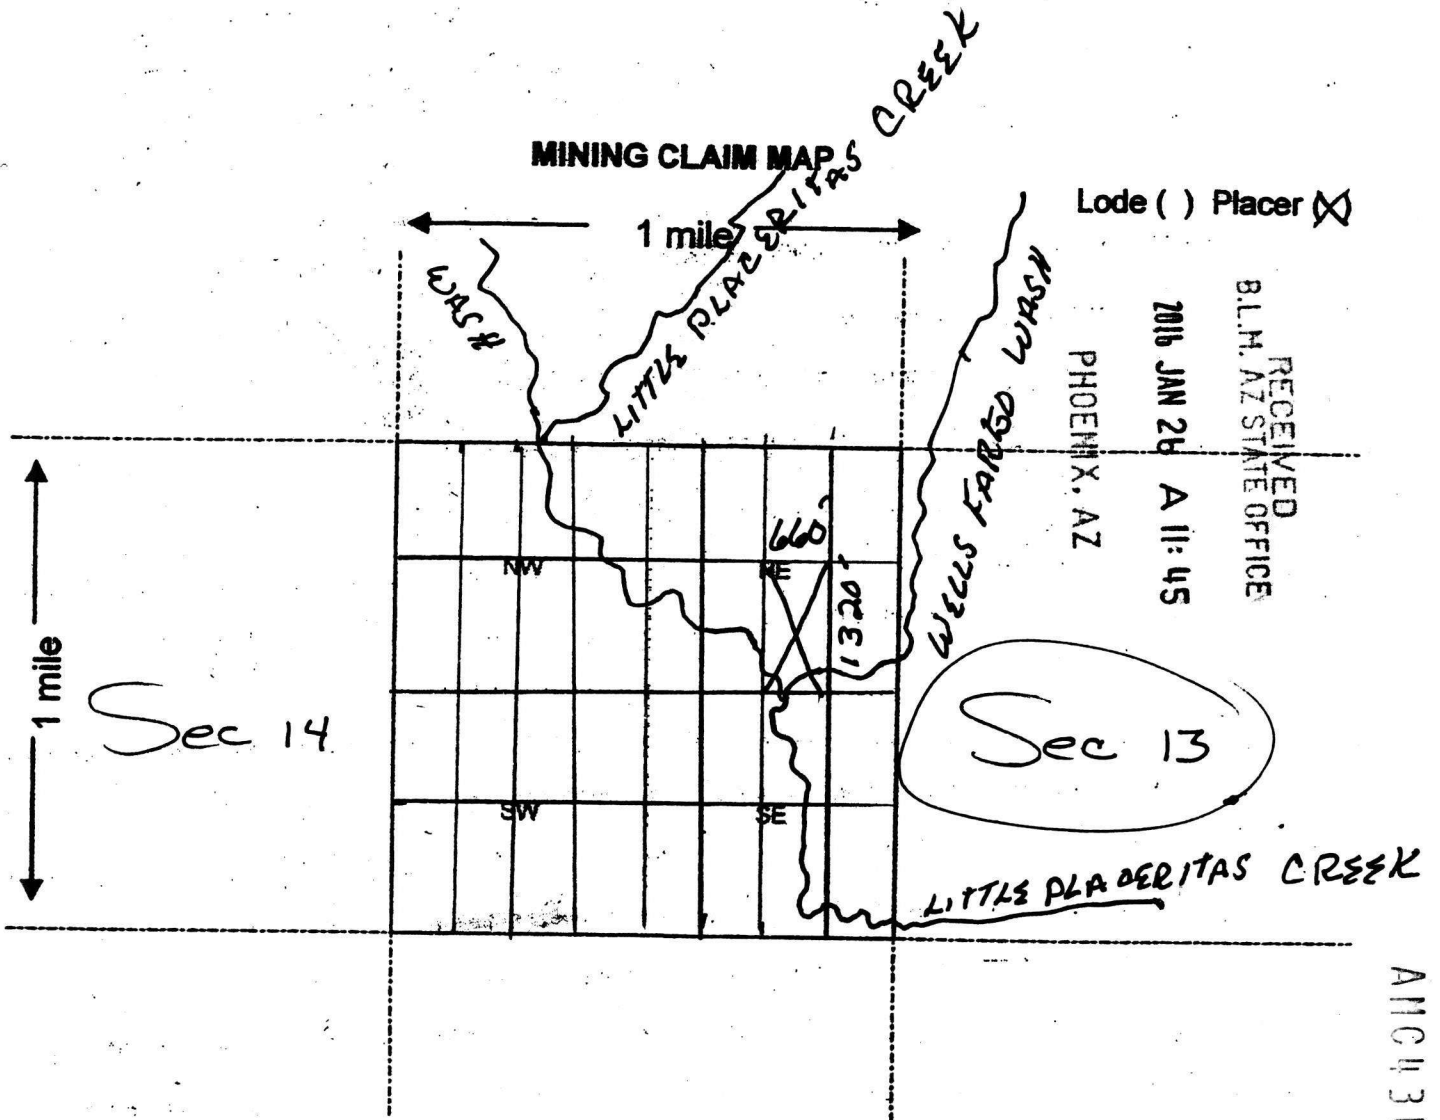 MINING CLAIM MAP
Lode ( ) Placer (X)
1 mile
LITTLE PLACERITAS CREEK
WASH
WELLS FARGO WASH
RECEIVED
B.L.M. AZ STATE OFFICE
2016 JAN 26 A 11:45
PHOENIX, AZ
660'
NW
NE
1320'
1 mile
Sec 14
Sec 13
SW
SE
LITTLE PLACERITAS CREEK